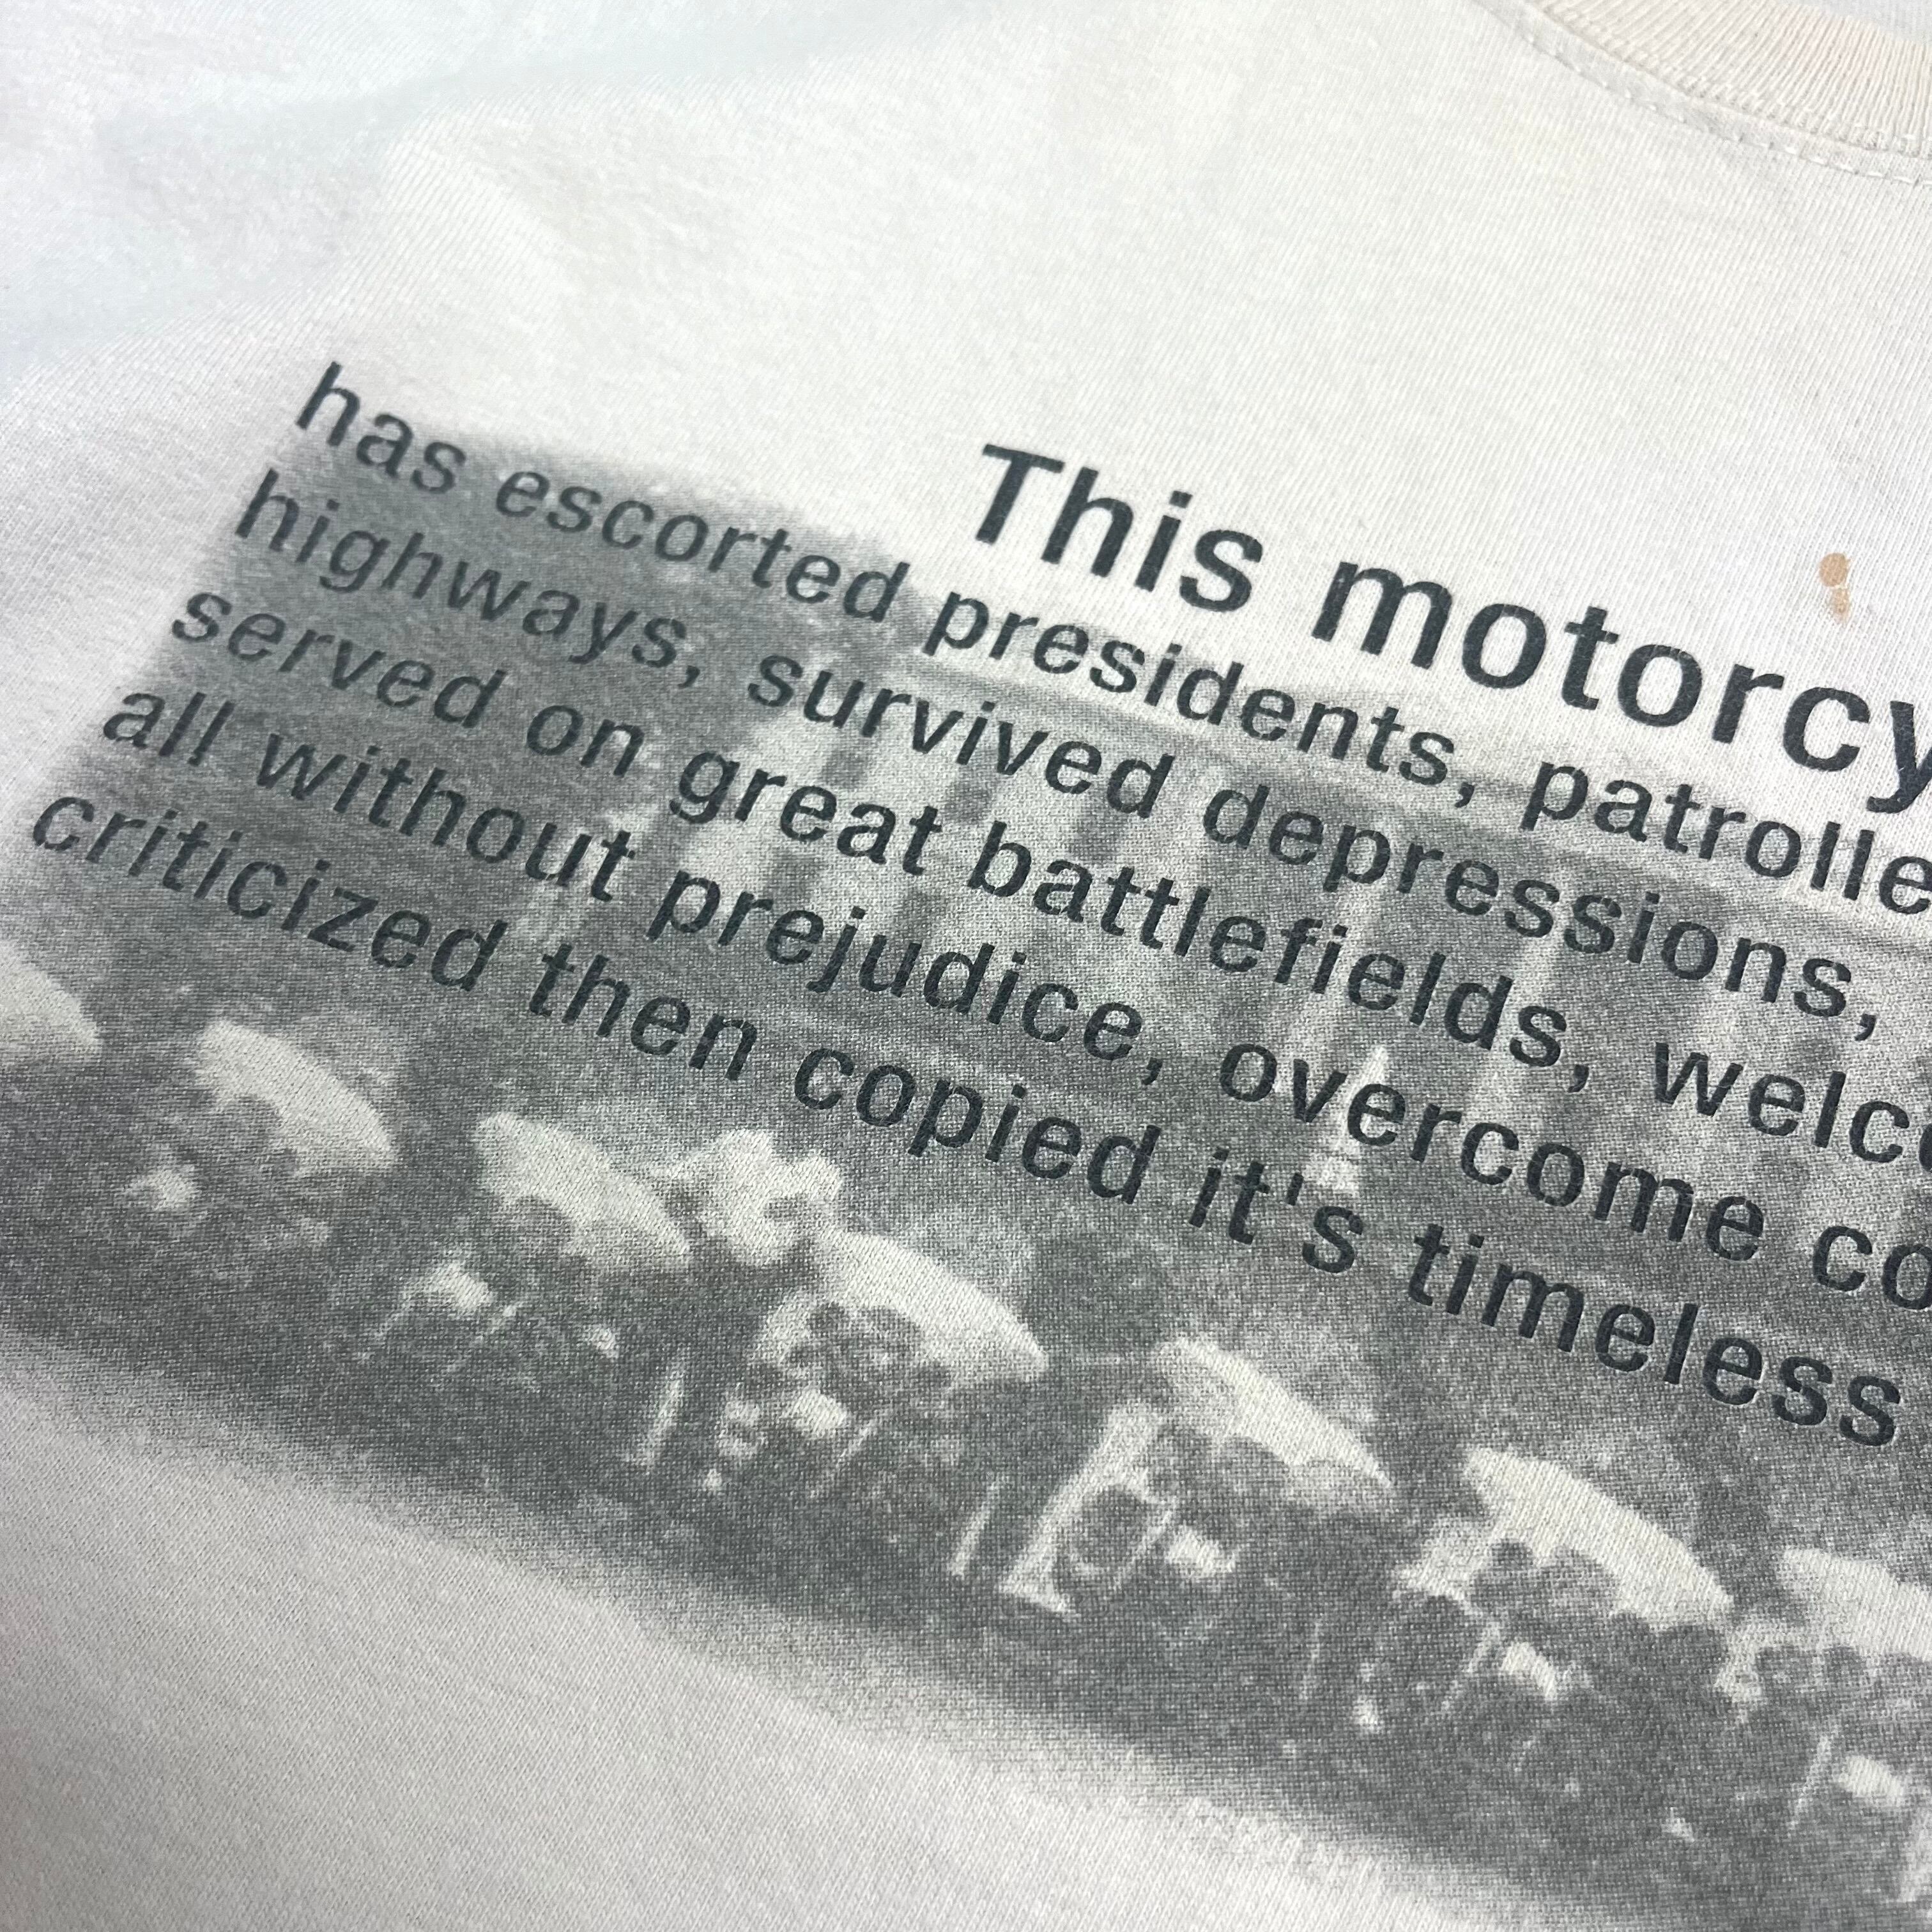 This motorcy
has escorted presidents, patrolle
highways, survived depressions,
served on great battlefields, welc
all without prejudice, overcome co
criticized then copied it's timeless